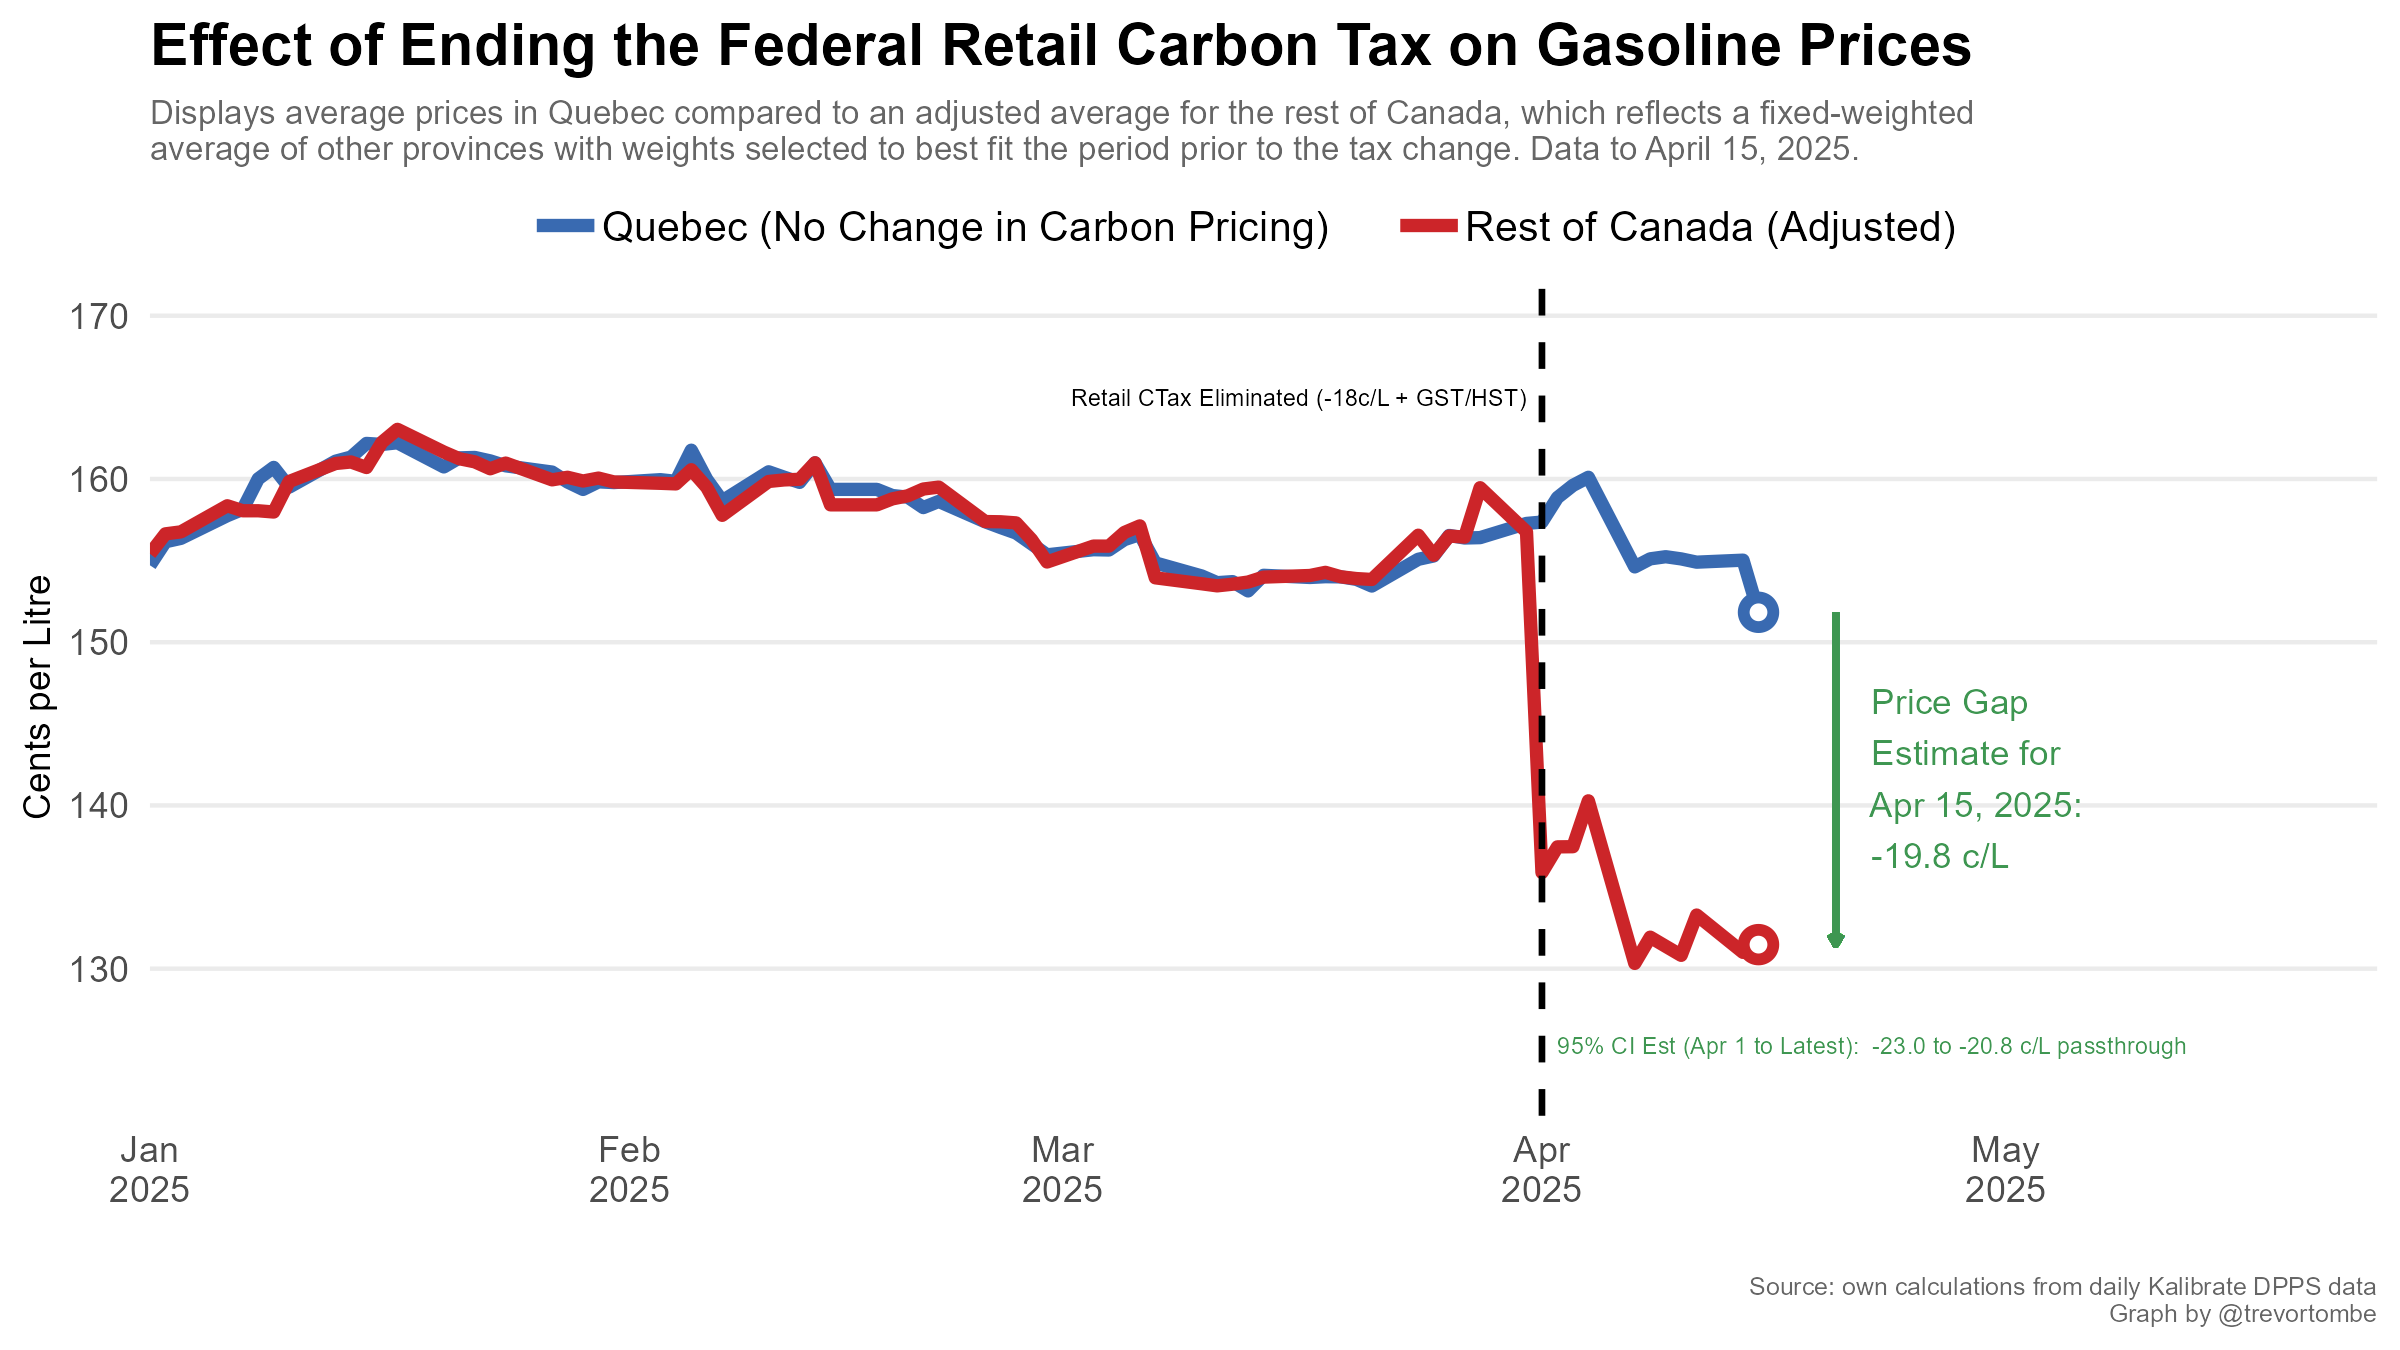 Effect of Ending the Federal Retail Carbon Tax on Gasoline Prices
Displays average prices in Quebec compared to an adjusted average for the rest of Canada, which reflects a fixed-weighted
average of other provinces with weights selected to best fit the period prior to the tax change. Data to April 15, 2025.
Quebec (No Change in Carbon Pricing)
Rest of Canada (Adjusted)
Cents per Litre
170
160
150
140
130
Retail CTax Eliminated (-18c/L + GST/HST)
Price Gap
Estimate for
Apr 15, 2025:
-19.8 c/L
95% CI Est (Apr 1 to Latest):  -23.0 to -20.8 c/L passthrough
Jan
2025
Feb
2025
Mar
2025
Apr
2025
May
2025
Source: own calculations from daily Kalibrate DPPS data
Graph by @trevortombe